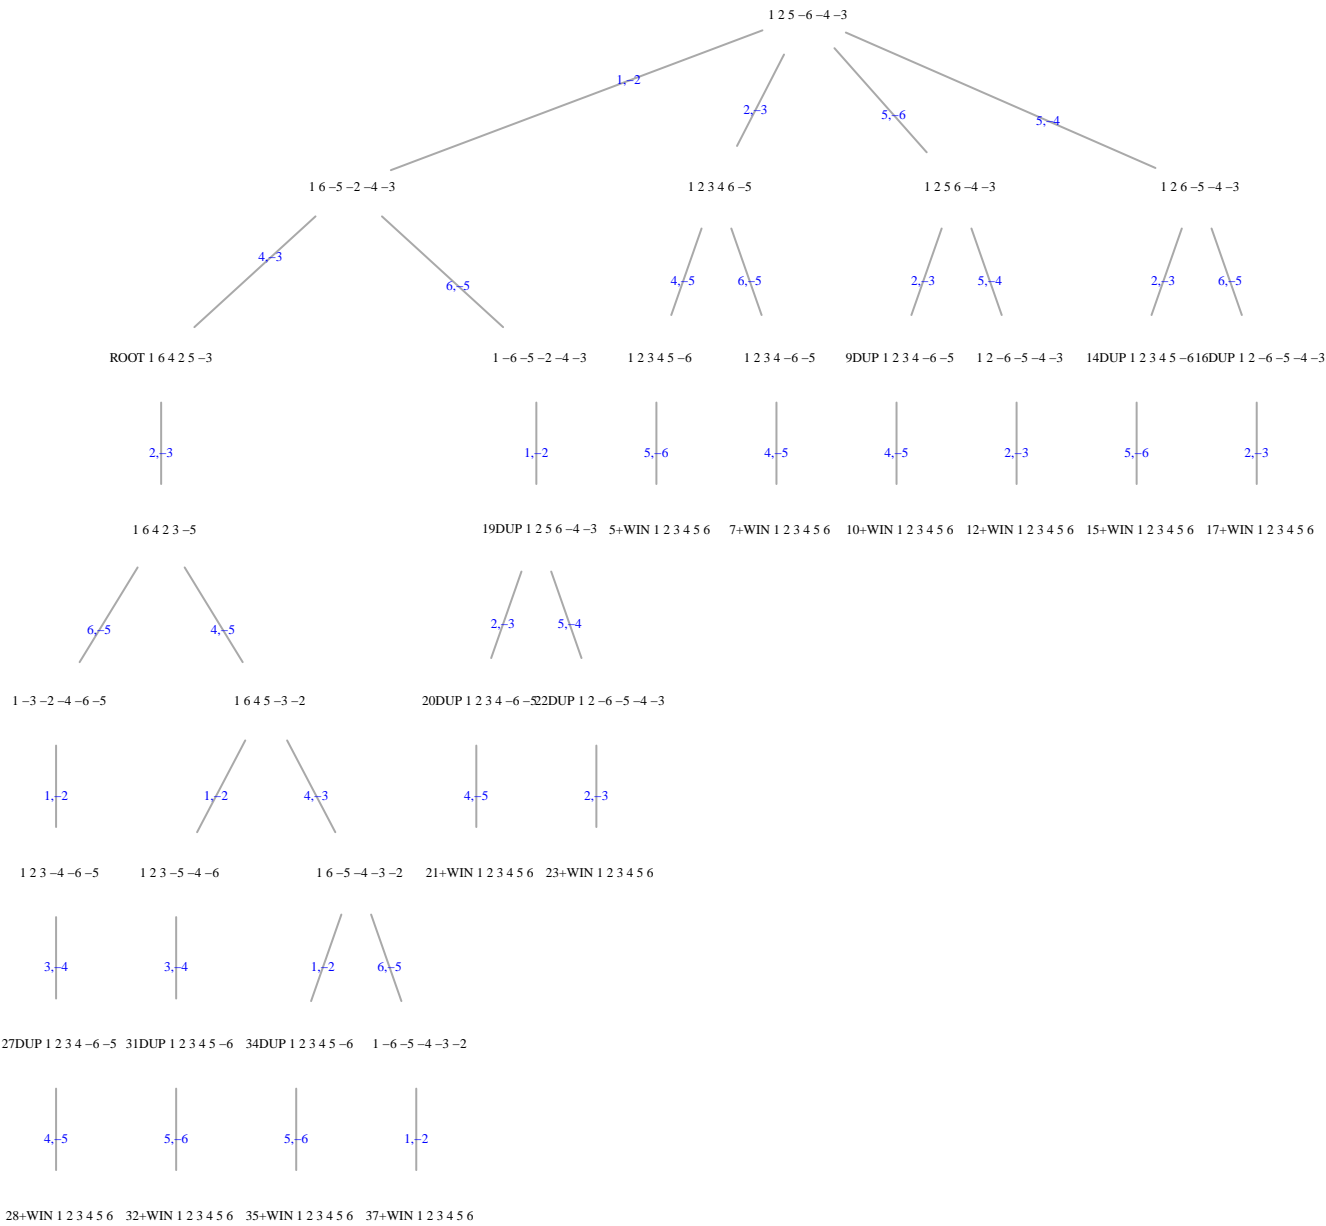 1 2 5 −6 −4 −3
1,−2
2,−3
5,−6
5,−4
1 6 −5 −2 −4 −3
1 2 3 4 6 −5
1 2 5 6 −4 −3
1 2 6 −5 −4 −3
4,−3
6,−5
4,−5
6,−5
2,−3
5,−4
2,−3
6,−5
ROOT 1 6 4 2 5 −3
1 −6 −5 −2 −4 −3
1 2 3 4 5 −6
1 2 3 4 −6 −5
9DUP 1 2 3 4 −6 −5
1 2 −6 −5 −4 −3
14DUP 1 2 3 4 5 −6
16DUP 1 2 −6 −5 −4 −3
2,−3
1,−2
5,−6
4,−5
4,−5
2,−3
5,−6
2,−3
1 6 4 2 3 −5
19DUP 1 2 5 6 −4 −3
5+WIN 1 2 3 4 5 6
7+WIN 1 2 3 4 5 6
10+WIN 1 2 3 4 5 6
12+WIN 1 2 3 4 5 6
15+WIN 1 2 3 4 5 6
17+WIN 1 2 3 4 5 6
6,−5
4,−5
2,−3
5,−4
1 −3 −2 −4 −6 −5
1 6 4 5 −3 −2
20DUP 1 2 3 4 −6 −5
22DUP 1 2 −6 −5 −4 −3
1,−2
1,−2
4,−3
4,−5
2,−3
1 2 3 −4 −6 −5
1 2 3 −5 −4 −6
1 6 −5 −4 −3 −2
21+WIN 1 2 3 4 5 6
23+WIN 1 2 3 4 5 6
3,−4
3,−4
1,−2
6,−5
27DUP 1 2 3 4 −6 −5
31DUP 1 2 3 4 5 −6
34DUP 1 2 3 4 5 −6
1 −6 −5 −4 −3 −2
4,−5
5,−6
5,−6
1,−2
28+WIN 1 2 3 4 5 6
32+WIN 1 2 3 4 5 6
35+WIN 1 2 3 4 5 6
37+WIN 1 2 3 4 5 6